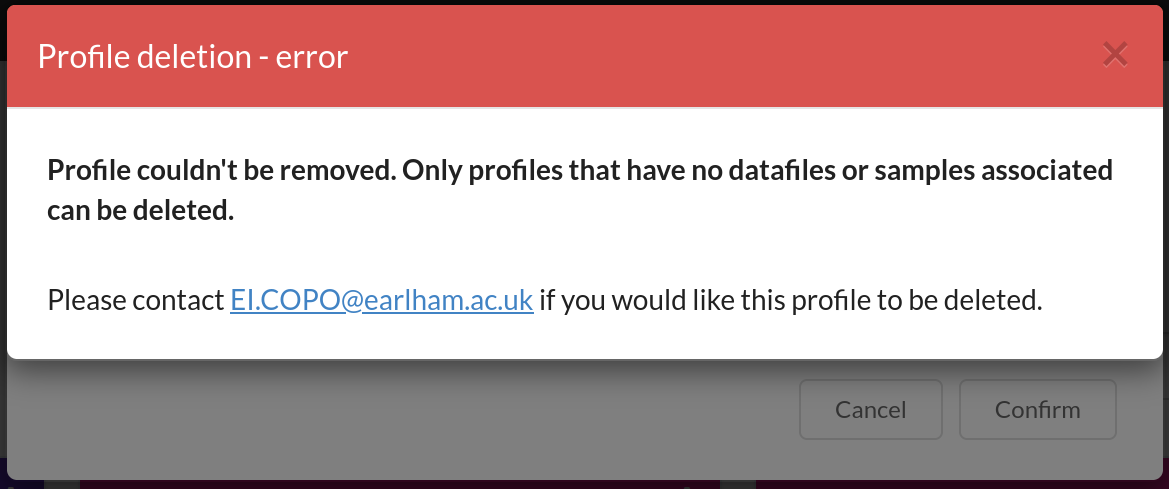 Profile deletion - error
Profile couldn't be removed. Only profiles that have no datafiles or samples associated
can be deleted.
Please contact EI.COPO@earlham.ac.uk if you would like this profile to be deleted.
Cancel
Confirm